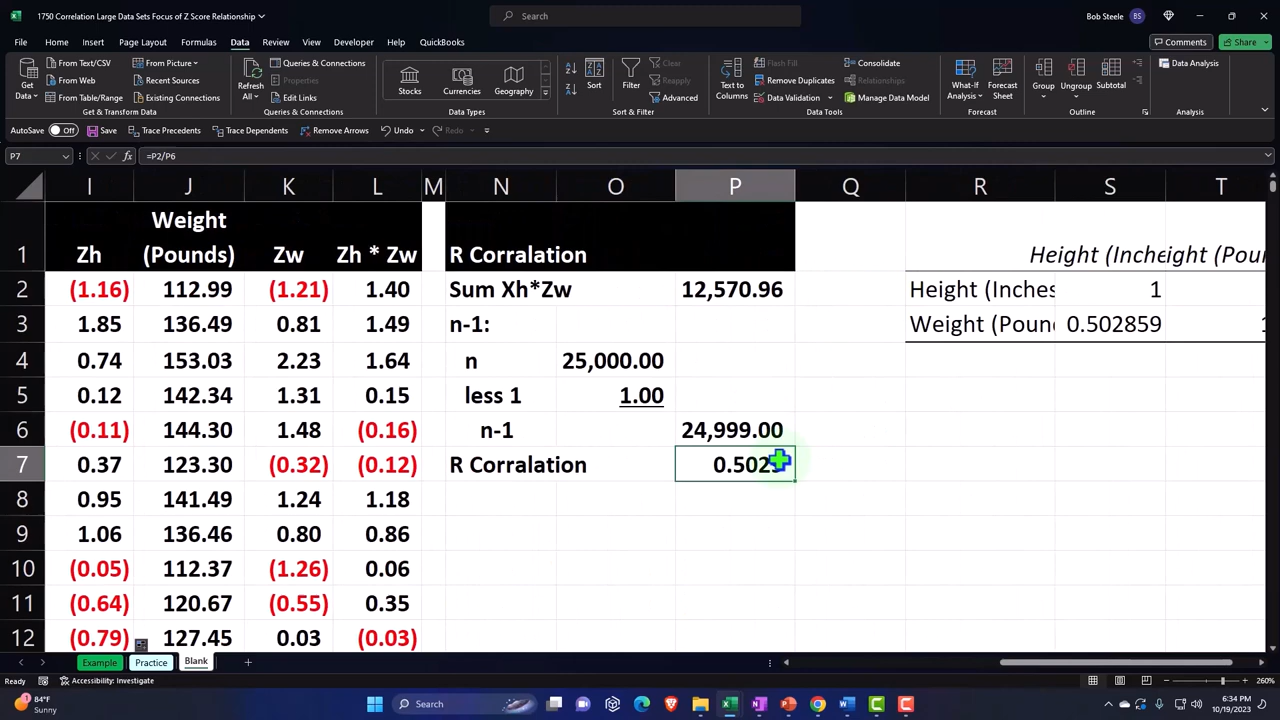 1750 Correlation Large Data Sets Focus of Z Score Relationship
Search
Bob Steele
BS
File Home Insert Page Layout Formulas Data Review View Developer Help QuickBooks
Comments
Share
Get Data
From Text/CSV
From Web
From Table/Range
From Picture
Recent Sources
Existing Connections
Get & Transform Data
Refresh All
Queries & Connections
Properties
Edit Links
Queries & Connections
Stocks
Currencies
Geography
Data Types
Sort
Filter
Clear
Reapply
Advanced
Sort & Filter
Text to Columns
Flash Fill
Remove Duplicates
Data Validation
Consolidate
Relationships
Manage Data Model
Data Tools
What-If Analysis
Forecast Sheet
Forecast
Group
Ungroup
Subtotal
Outline
Data Analysis
Analysis
AutoSave Off Save Trace Precedents Trace Dependents Remove Arrows Undo Redo
P7 fx =P2/P6
I J K L M N O P Q R S T
1 Zh Weight (Pounds) Zw Zh * Zw R Corralation Height (Inche eight (Pour
2 (1.16) 112.99 (1.21) 1.40 Sum Xh*Zw 12,570.96 Height (Inches 1
3 1.85 136.49 0.81 1.49 n-1: Weight (Poun 0.502859 1
4 0.74 153.03 2.23 1.64 n 25,000.00
5 0.12 142.34 1.31 0.15 less 1 1.00
6 (0.11) 144.30 1.48 (0.16) n-1 24,999.00
7 0.37 123.30 (0.32) (0.12) R Corralation
8 0.95 141.49 1.24 1.18
9 1.06 136.46 0.80 0.86
10 (0.05) 112.37 (1.26) 0.06
11 (0.64) 120.67 (0.55) 0.35
12 (0.79) 127.45 0.03 (0.03)
Example Practice Blank
Ready Accessibility: Investigate
260%
84°F
Sunny
Search
6:34 PM
10/19/2023